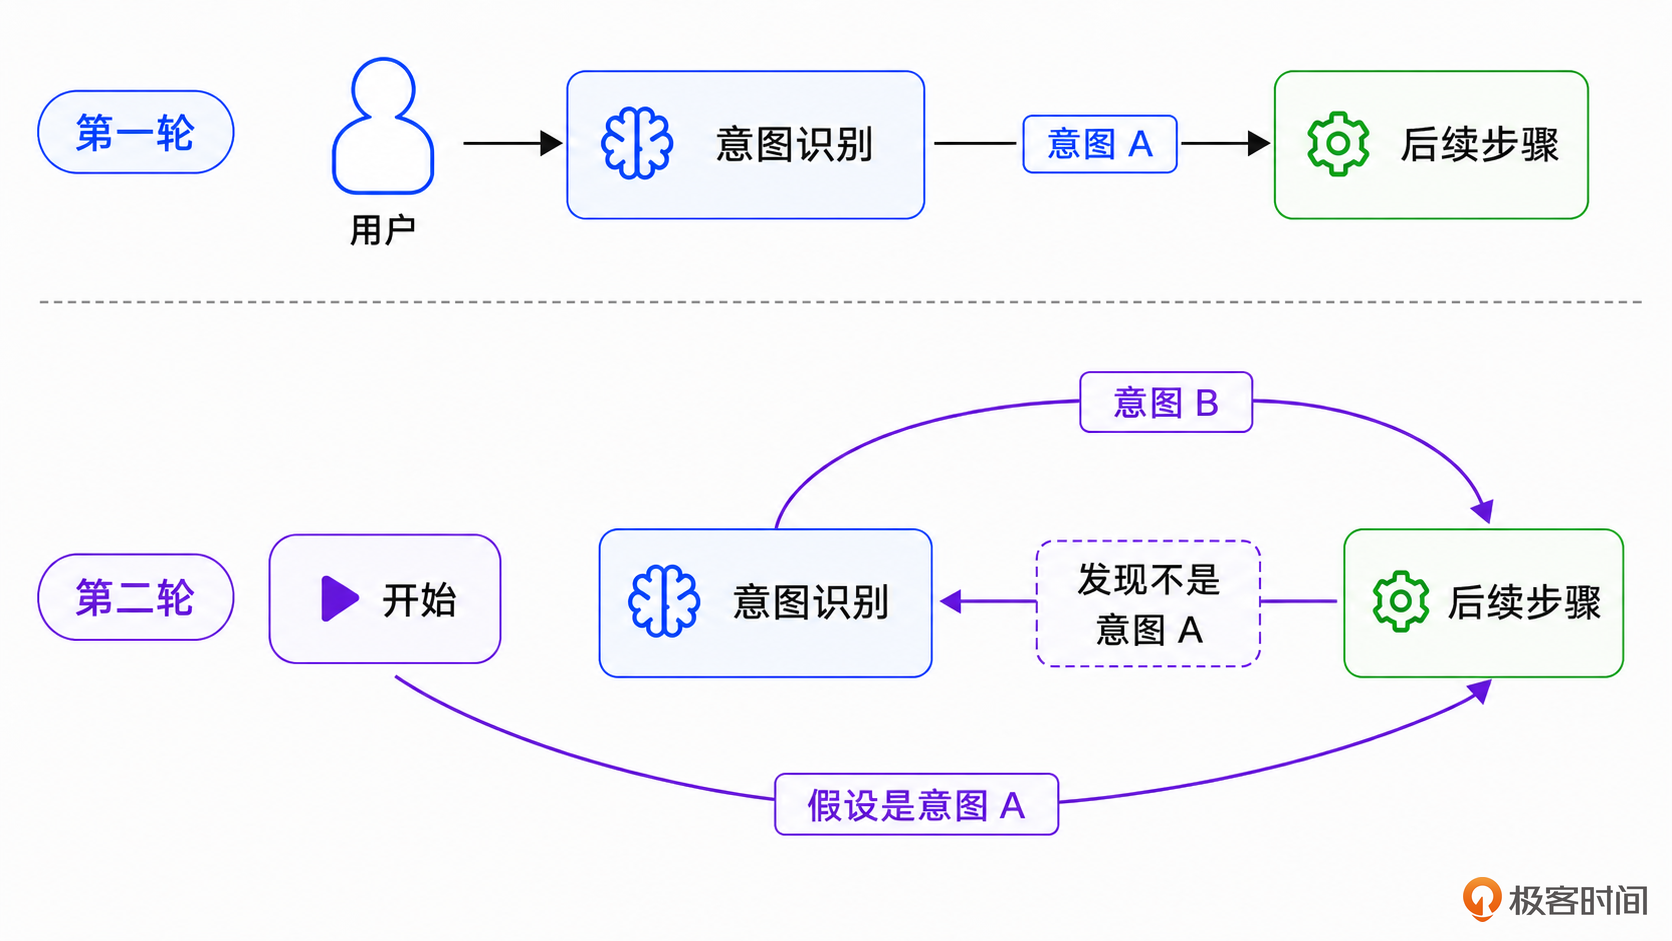 第一轮
用户
意图识别
意图 A
后续步骤
意图 B
第二轮
开始
意图识别
发现不是
意图 A
后续步骤
假设是意图 A
极客时间